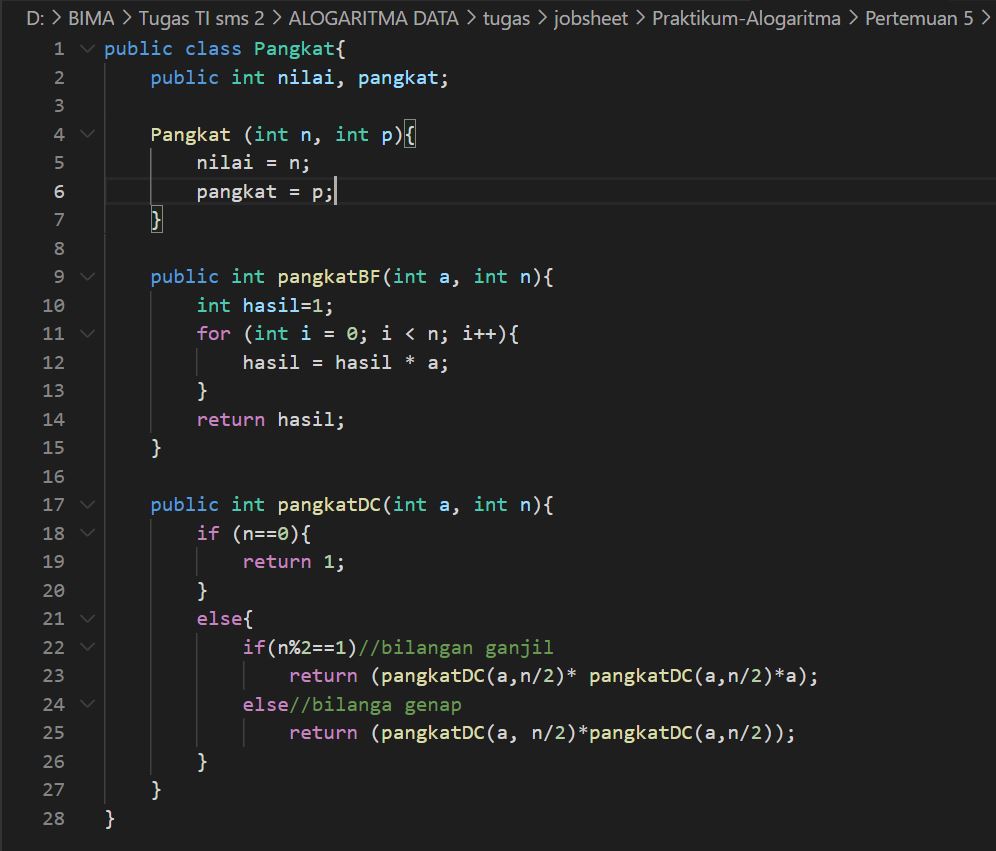 D: > BIMA > Tugas TI sms 2 > ALOGARITMA DATA > tugas > jobsheet > Praktikum-Alogaritma > Pertemuan 5 >
1 public class Pangkat{
2     public int nilai, pangkat;
3
4     Pangkat (int n, int p){
5         nilai = n;
6         pangkat = p;
7     }
8
9     public int pangkatBF(int a, int n){
10         int hasil=1;
11         for (int i = 0; i < n; i++){
12             hasil = hasil * a;
13         }
14         return hasil;
15     }
16
17     public int pangkatDC(int a, int n){
18         if (n==0){
19             return 1;
20         }
21         else{
22             if(n%2==1)//bilangan ganjil
23                 return (pangkatDC(a,n/2)* pangkatDC(a,n/2)*a);
24             else//bilanga genap
25                 return (pangkatDC(a, n/2)*pangkatDC(a,n/2));
26         }
27     }
28 }